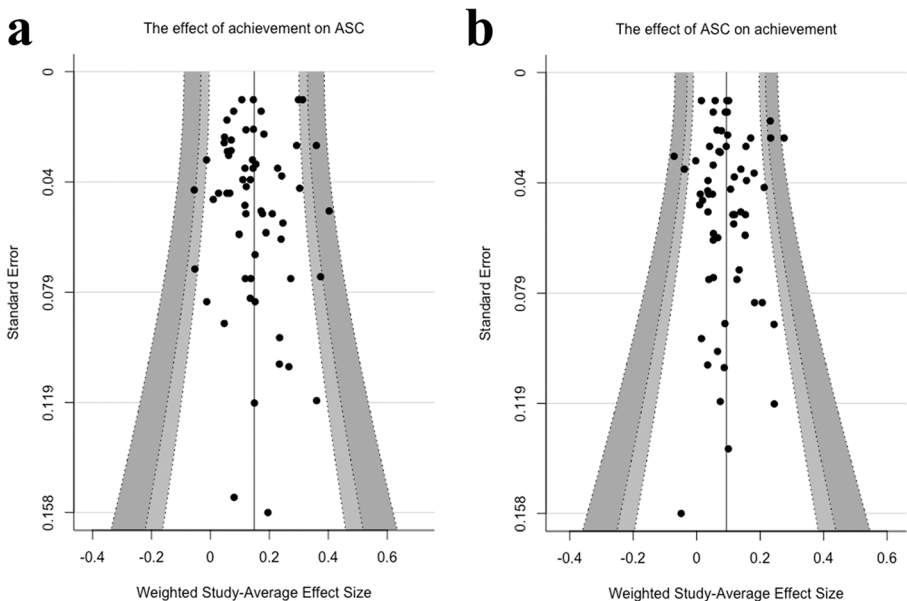 a
The effect of achievement on ASC
Standard Error
0
0.04
0.079
0.119
0.158
-0.4 -0.2 0 0.2 0.4 0.6
Weighted Study-Average Effect Size
b
The effect of ASC on achievement
Standard Error
0
0.04
0.079
0.119
0.158
-0.4 -0.2 0 0.2 0.4 0.6
Weighted Study-Average Effect Size